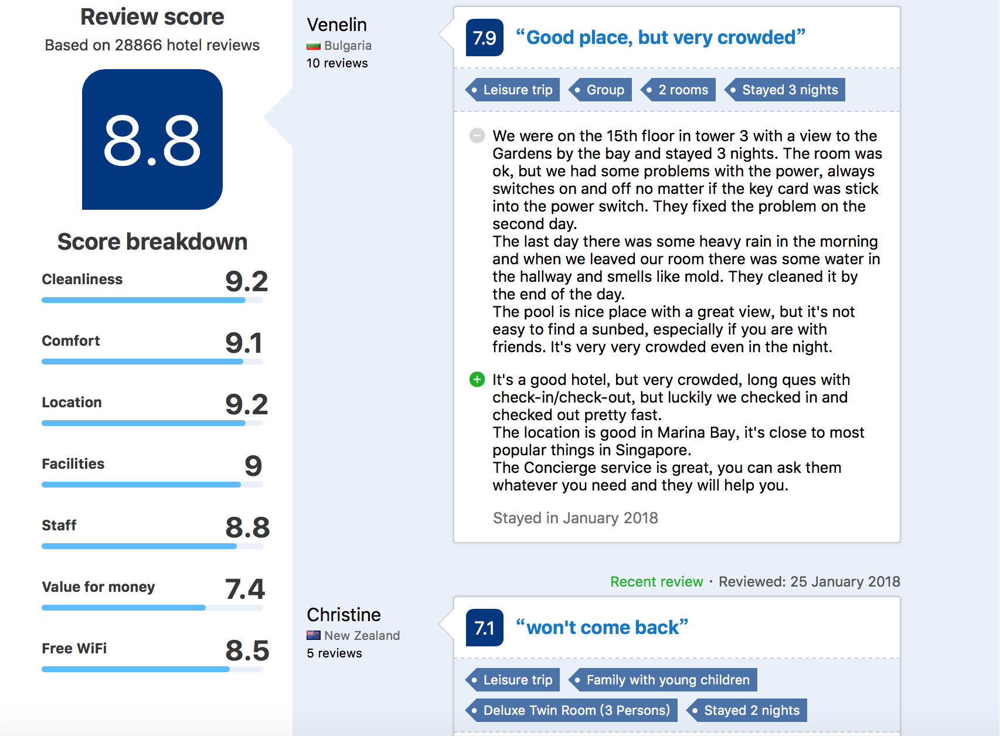 Review score
Based on 28866 hotel reviews
8.8
Score breakdown
Cleanliness 9.2
Comfort 9.1
Location 9.2
Facilities 9
Staff 8.8
Value for money 7.4
Free WiFi 8.5
Venelin
Bulgaria
10 reviews
7.9 “Good place, but very crowded”
Leisure trip Group 2 rooms Stayed 3 nights
We were on the 15th floor in tower 3 with a view to the
Gardens by the bay and stayed 3 nights. The room was
ok, but we had some problems with the power, always
switches on and off no matter if the key card was stick
into the power switch. They fixed the problem on the
second day.
The last day there was some heavy rain in the morning
and when we leaved our room there was some water in
the hallway and smells like mold. They cleaned it by
the end of the day.
The pool is nice place with a great view, but it's not
easy to find a sunbed, especially if you are with
friends. It's very very crowded even in the night.
It's a good hotel, but very crowded, long ques with
check-in/check-out, but luckily we checked in and
checked out pretty fast.
The location is good in Marina Bay, it's close to most
popular things in Singapore.
The Concierge service is great, you can ask them
whatever you need and they will help you.
Stayed in January 2018
Recent review · Reviewed: 25 January 2018
Christine
New Zealand
5 reviews
7.1 “won't come back”
Leisure trip Family with young children
Deluxe Twin Room (3 Persons) Stayed 2 nights